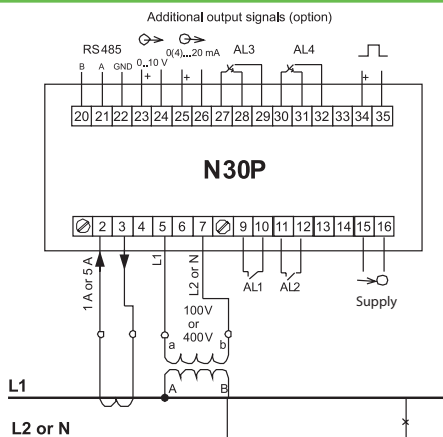 Additional output signals (option)
RS485
B A GND
0..10 V
0(4)...20 mA
AL3
AL4
+ + +
20 21 22 23 24 25 26 27 28 29 30 31 32 33 34 35
N30P
2 3 4 5 6 7 9 10 11 12 13 14 15 16
1 A or 5 A
L1
L2 or N
AL1
AL2
Supply
100V
or
400V
a b
A B
L1
L2 or N